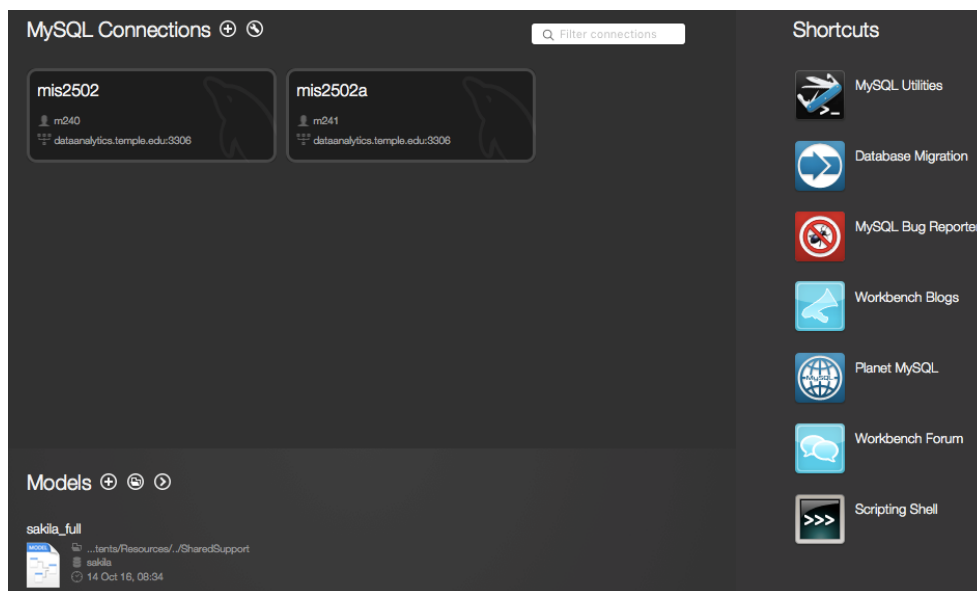 MySQL Connections
Filter connections
mis2502
m240
dataanalytics.temple.edu:3306
mis2502a
m241
dataanalytics.temple.edu:3306
Models
sakila_full
MODEL
...tents/Resources/../SharedSupport
sakila
14 Oct 16, 08:34
Shortcuts
MySQL Utilities
>_
Database Migration
MySQL Bug Reporter
Workbench Blogs
Planet MySQL
MySQL
Workbench Forum
Scripting Shell
>>>